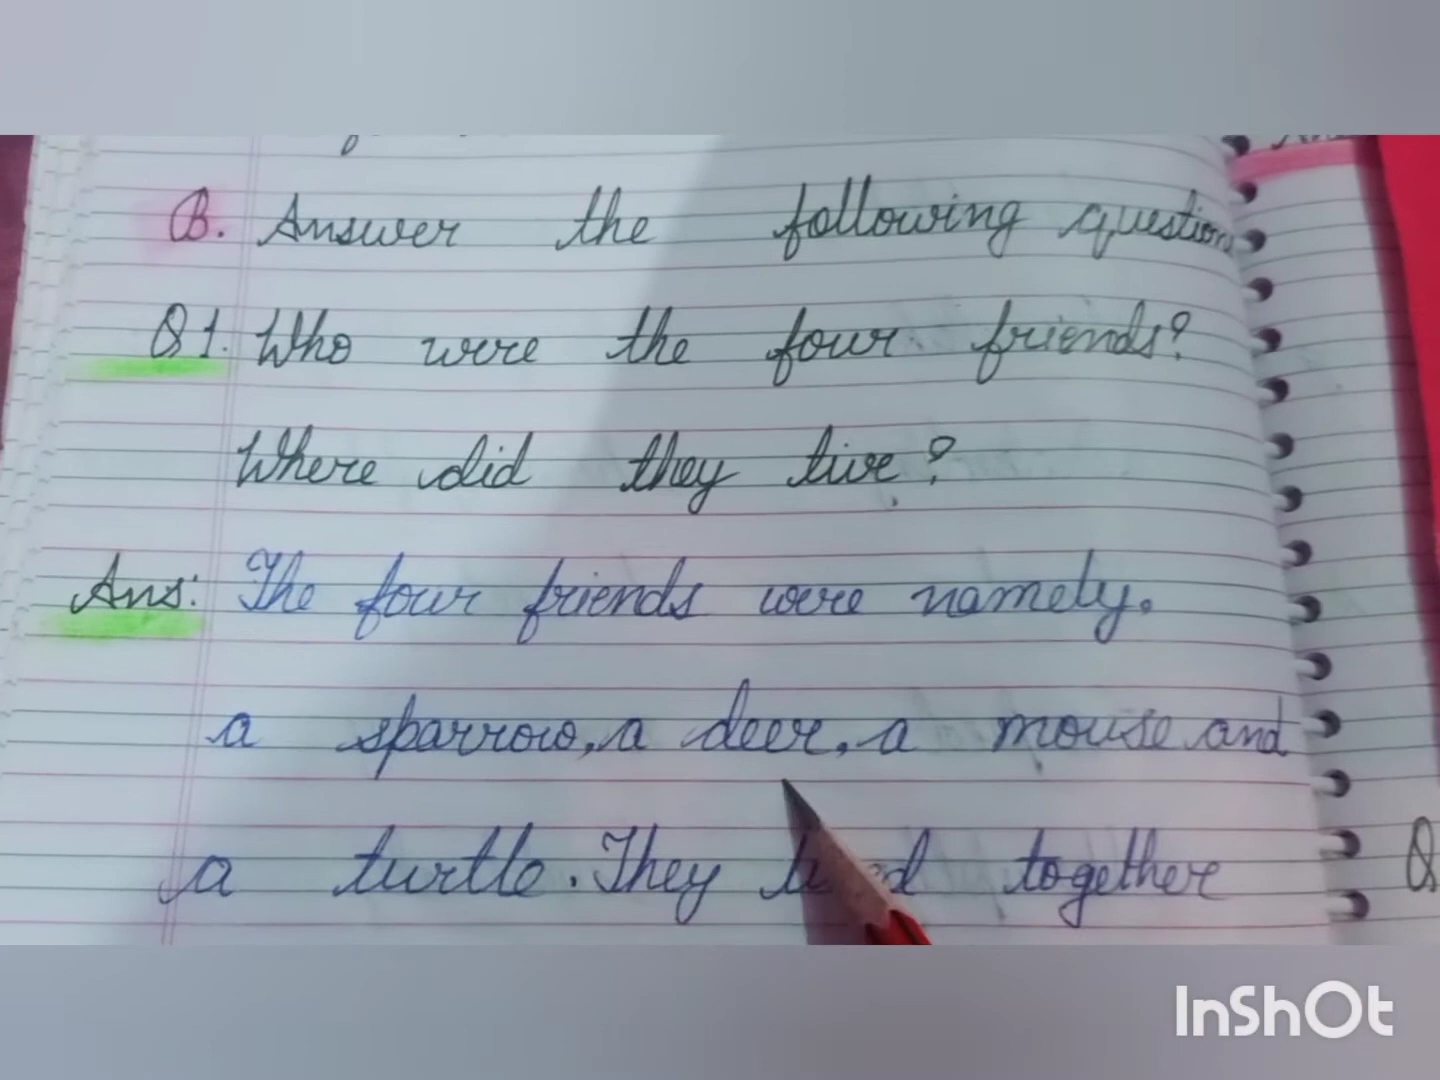 B. Answer the following questions
Q1. Who were the four friends?
Where did they live?
Ans: The four friends were namely.
a sparrow, a deer, a mouse and
a turtle. They together
InShOt